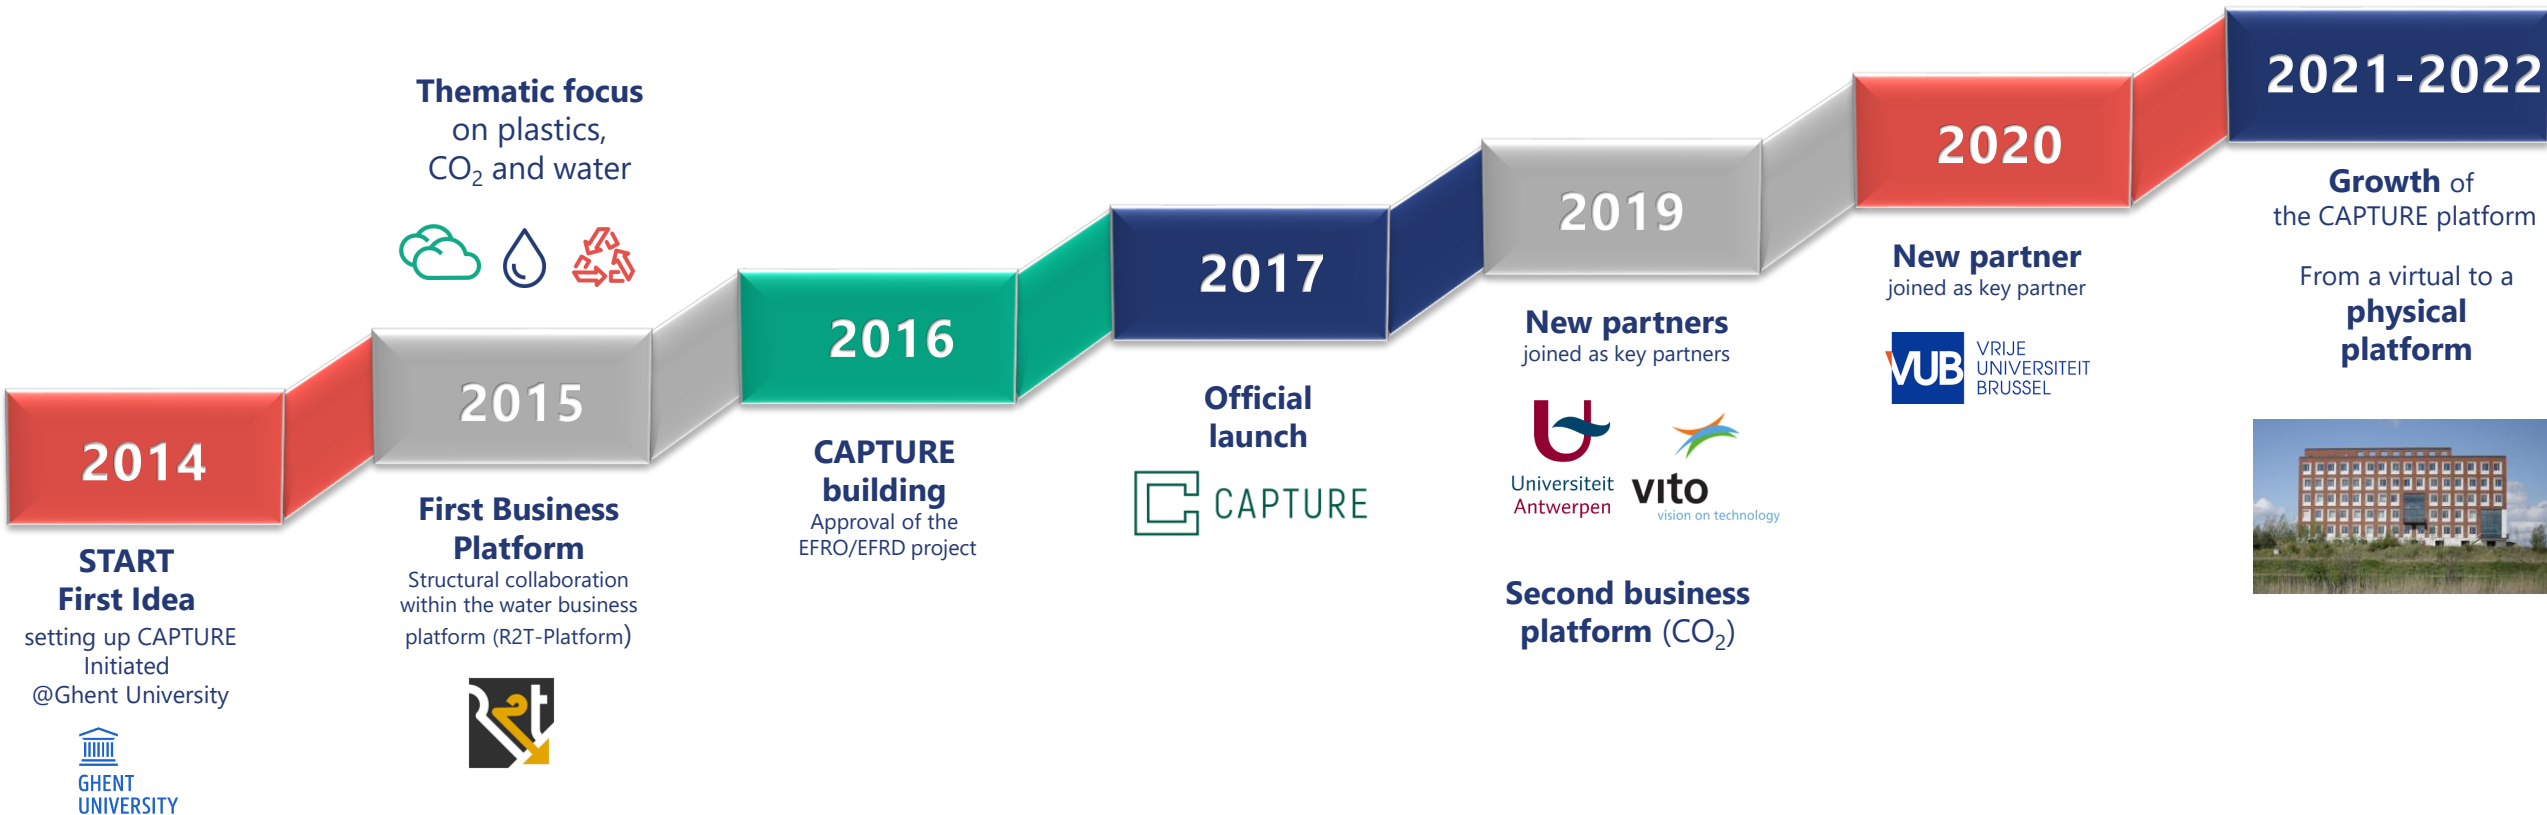 2014
START
First Idea
setting up CAPTURE
Initiated
@Ghent University
GHENT
UNIVERSITY
Thematic focus
on plastics,
CO₂ and water
2015
First Business
Platform
Structural collaboration
within the water business
platform (R2T-Platform)
R2t
2016
CAPTURE
building
Approval of the
EFRO/EFRD project
2017
Official
launch
CAPTURE
2019
New partners
joined as key partners
Universiteit
Antwerpen
vito
vision on technology
Second business
platform (CO₂)
2020
New partner
joined as key partner
VUB
VRIJE
UNIVERSITEIT
BRUSSEL
2021-2022
Growth of
the CAPTURE platform
From a virtual to a
physical
platform